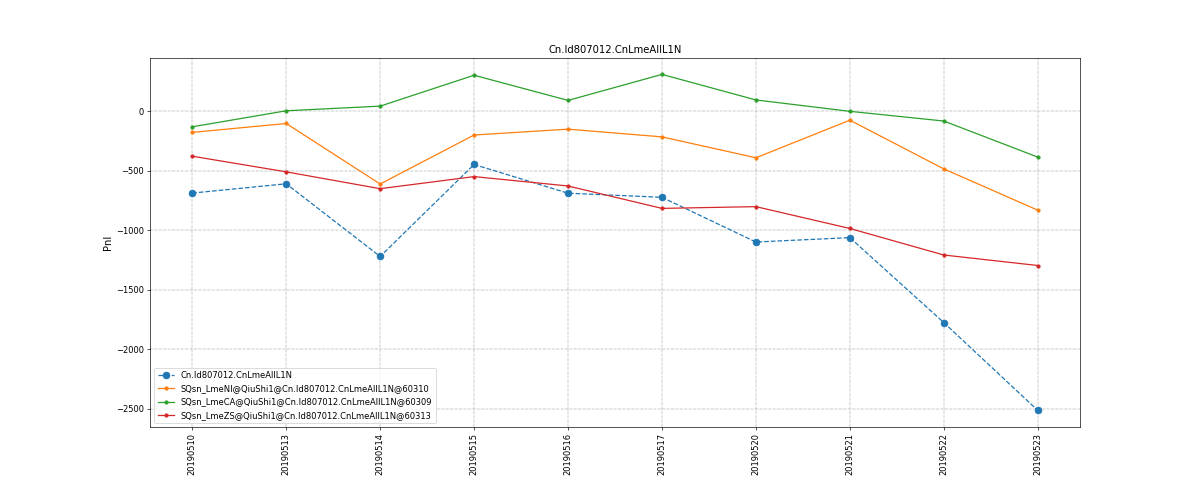 Cn.Id807012.CnLmeAllL1N
PnI
0
−500
−1000
−1500
−2000
−2500
Cn.Id807012.CnLmeAllL1N
SQsn_LmeNI@QiuShi1@Cn.Id807012.CnLmeAllL1N@60310
SQsn_LmeCA@QiuShi1@Cn.Id807012.CnLmeAllL1N@60309
SQsn_LmeZS@QiuShi1@Cn.Id807012.CnLmeAllL1N@60313
20190510
20190513
20190514
20190515
20190516
20190517
20190520
20190521
20190522
20190523